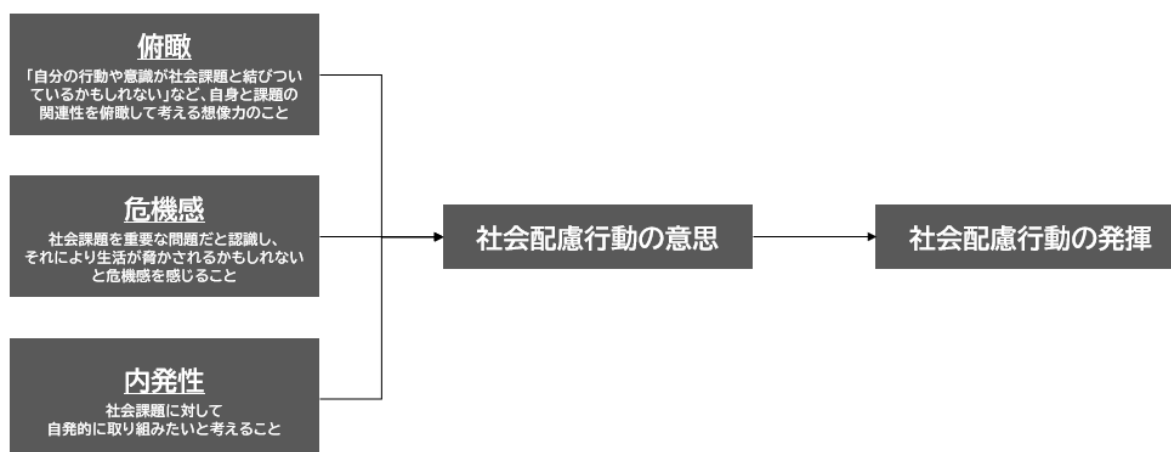 俯瞰
「自分の行動や意識が社会課題と結びつい
ているかもしれない」など、自身と課題の
関連性を俯瞰して考える想像力のこと
危機感
社会課題を重要な問題だと認識し、
それにより生活が脅かされるかもしれない
と危機感を感じること
内発性
社会課題に対して
自発的に取り組みたいと考えること
社会配慮行動の意思
社会配慮行動の発揮